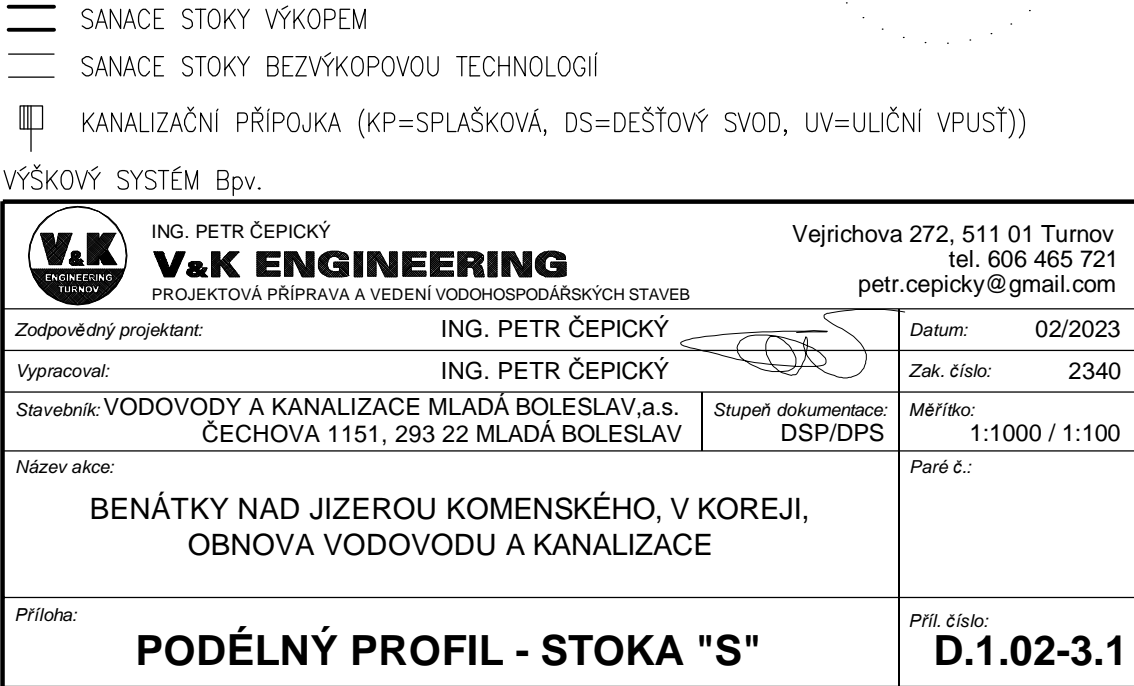 SANACE STOKY VÝKOPEM
SANACE STOKY BEZVÝKOPOVOU TECHNOLOGIÍ
KANALIZAČNÍ PŘÍPOJKA (KP=SPLAŠKOVÁ, DS=DEŠŤOVÝ SVOD, UV=ULIČNÍ VPUSŤ))
VÝŠKOVÝ SYSTÉM Bpv.
V&K
ENGINEERING
TURNOV
ING. PETR ČEPICKÝ
V&K ENGINEERING
PROJEKTOVÁ PŘÍPRAVA A VEDENÍ VODOHOSPODÁŘSKÝCH STAVEB
Vejrichova 272, 511 01 Turnov
tel. 606 465 721
petr.cepicky@gmail.com
Zodpovědný projektant: ING. PETR ČEPICKÝ
Datum: 02/2023
Vypracoval: ING. PETR ČEPICKÝ
Zak. číslo: 2340
Stavebník: VODOVODY A KANALIZACE MLADÁ BOLESLAV,a.s.
ČECHOVA 1151, 293 22 MLADÁ BOLESLAV
Stupeň dokumentace:
DSP/DPS
Měřítko:
1:1000 / 1:100
Název akce:
BENÁTKY NAD JIZEROU KOMENSKÉHO, V KOREJI,
OBNOVA VODOVODU A KANALIZACE
Paré č.:
Příloha:
PODÉLNÝ PROFIL - STOKA "S"
Příl. číslo:
D.1.02-3.1